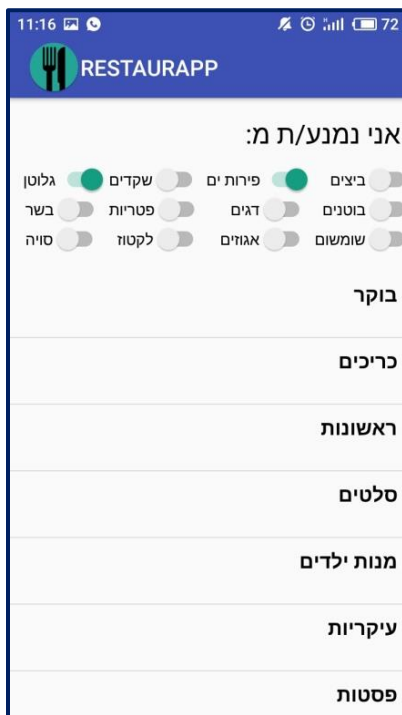 11:16 72
RESTAURAPP
אני נמנע/ת מ:
ביצים פירות ים שקדים גלוטן
בוטנים דגים פטריות בשר
שומשום אגוזים לקטוז סויה
בוקר
כריכים
ראשונות
סלטים
מנות ילדים
עיקריות
פסטות